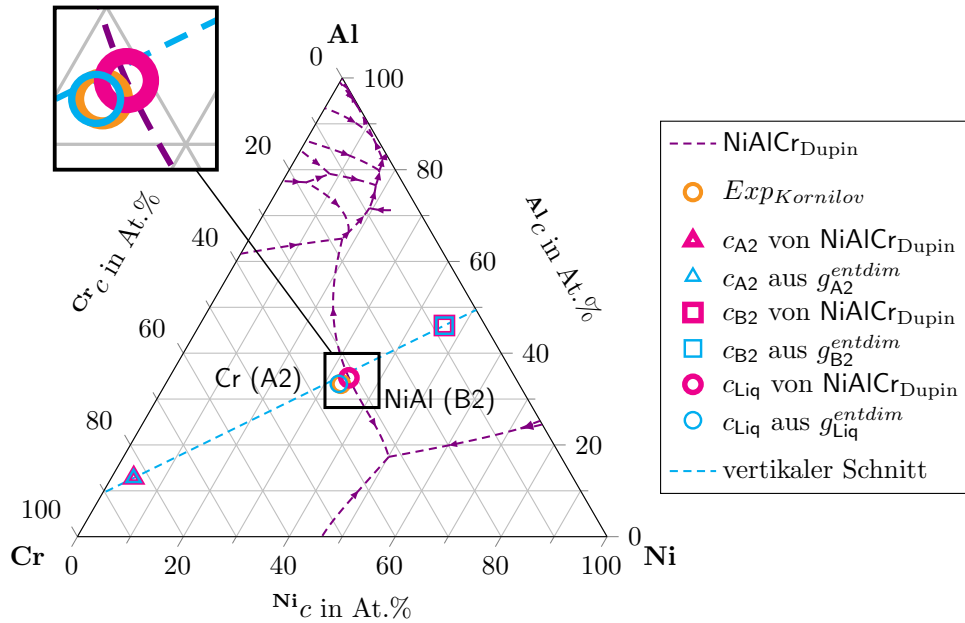 Al
0
100
20
80
Cr c in At.%
Al c in At.%
40
60
60
Cr (A2)
40
NiAl (B2)
80
20
100
0
Cr
Ni
0
20
40
60
80
100
Ni c in At.%
NiAlCr_Dupin
Exp_Kornilov
c_A2 von NiAlCr_Dupin
c_A2 aus g_A2^entdim
c_B2 von NiAlCr_Dupin
c_B2 aus g_B2^entdim
c_Liq von NiAlCr_Dupin
c_Liq aus g_Liq^entdim
vertikaler Schnitt